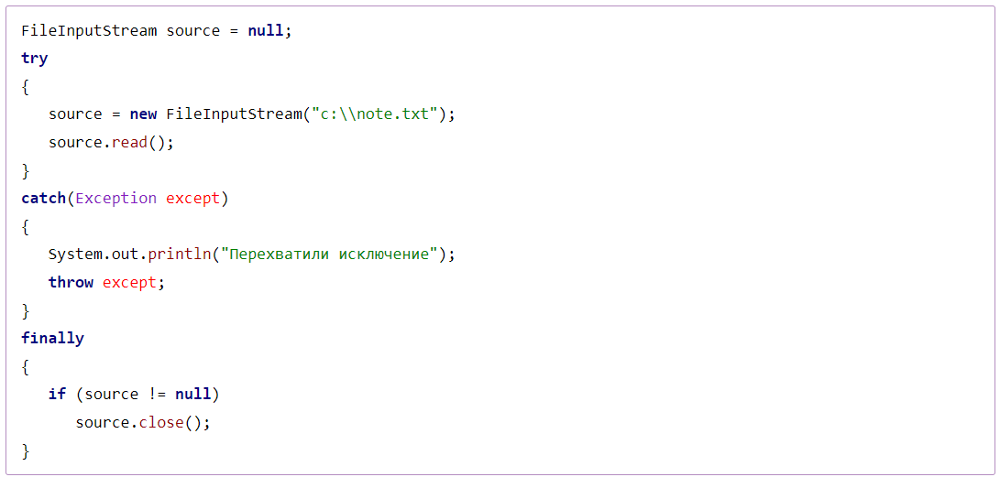 FileInputStream source = null;
try
{
   source = new FileInputStream("c:\\note.txt");
   source.read();
}
catch(Exception except)
{
   System.out.println("Перехватили исключение");
   throw except;
}
finally
{
   if (source != null)
      source.close();
}